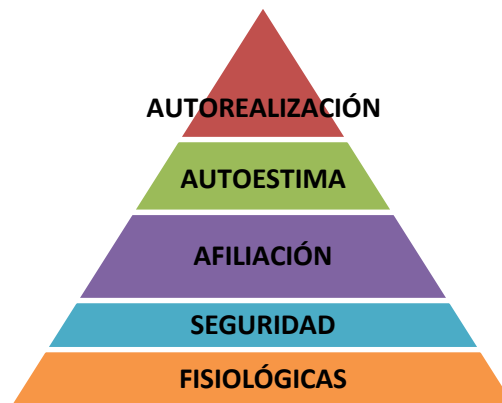 AUTOREALIZACIÓN
AUTOESTIMA
AFILIACIÓN
SEGURIDAD
FISIOLÓGICAS